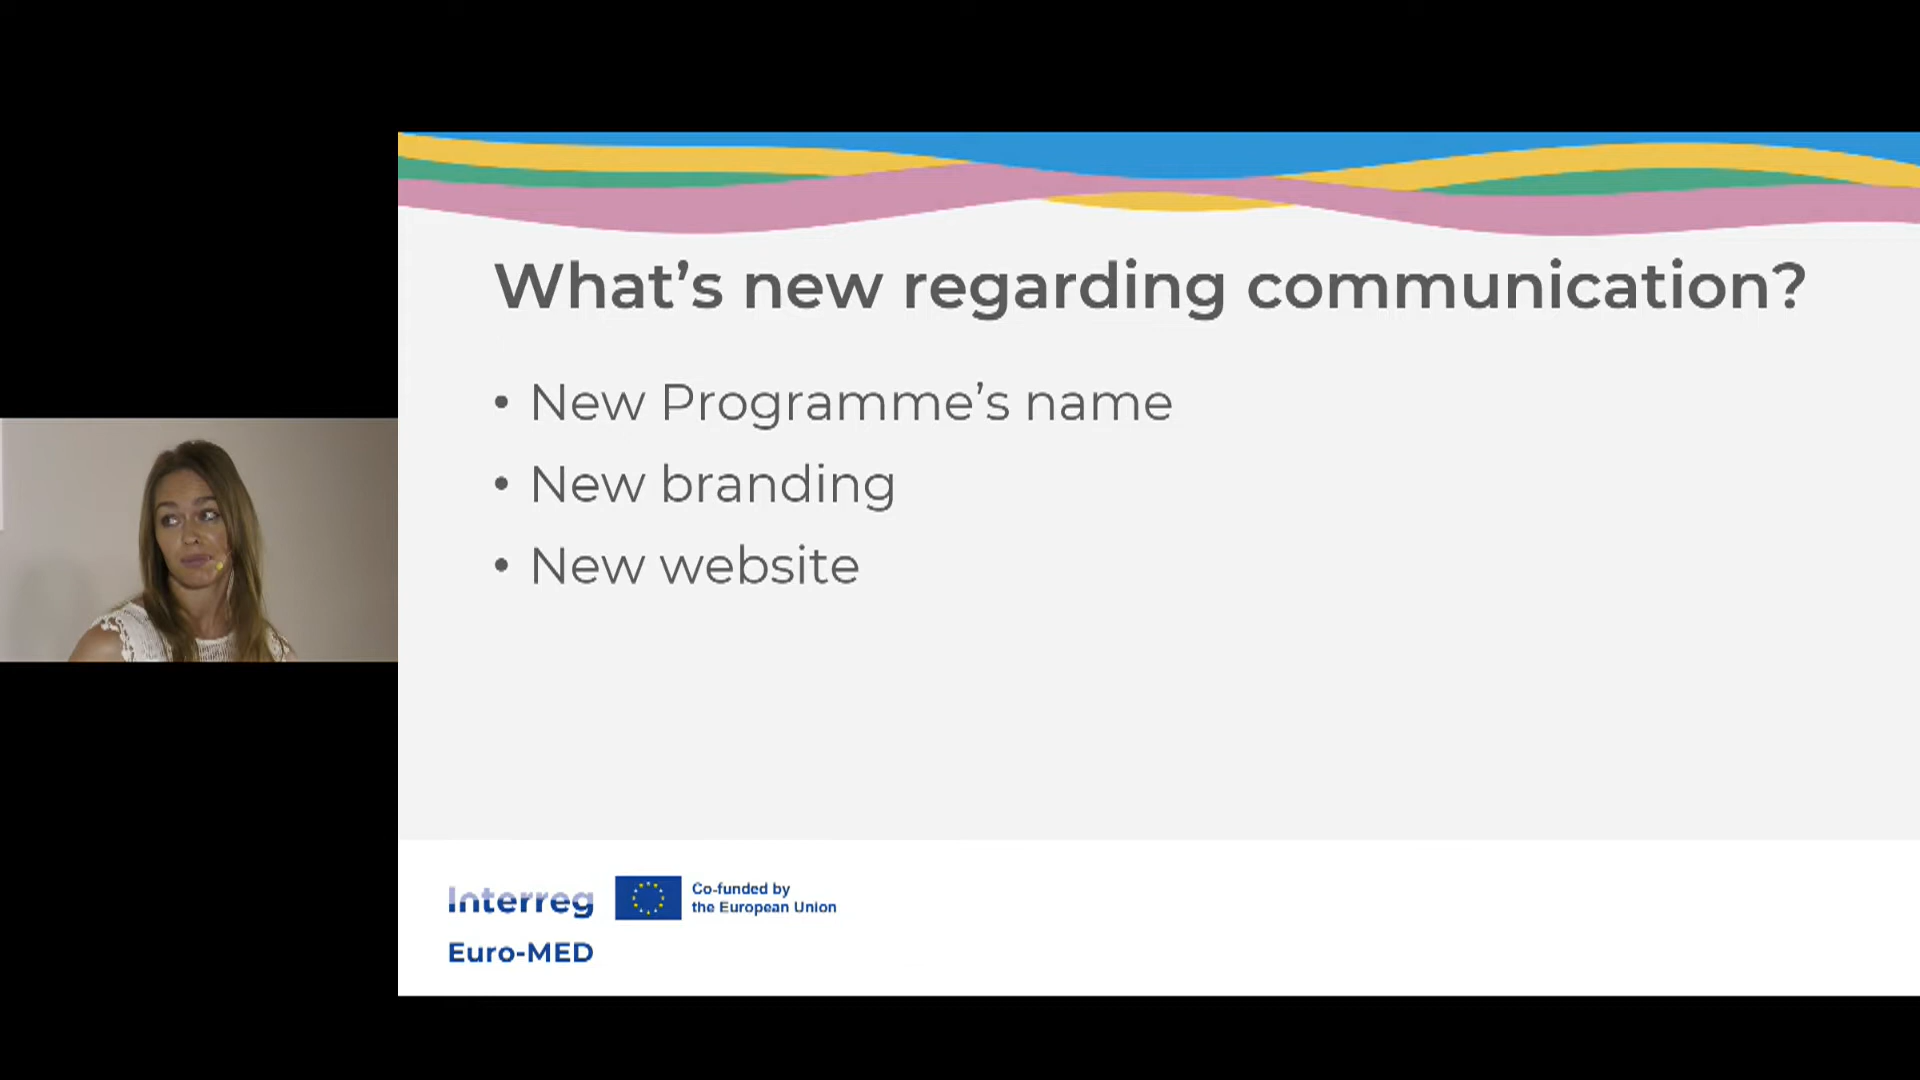 What's new regarding communication?
• New Programme's name
• New branding
• New website
Interreg
Co-funded by
the European Union
Euro-MED